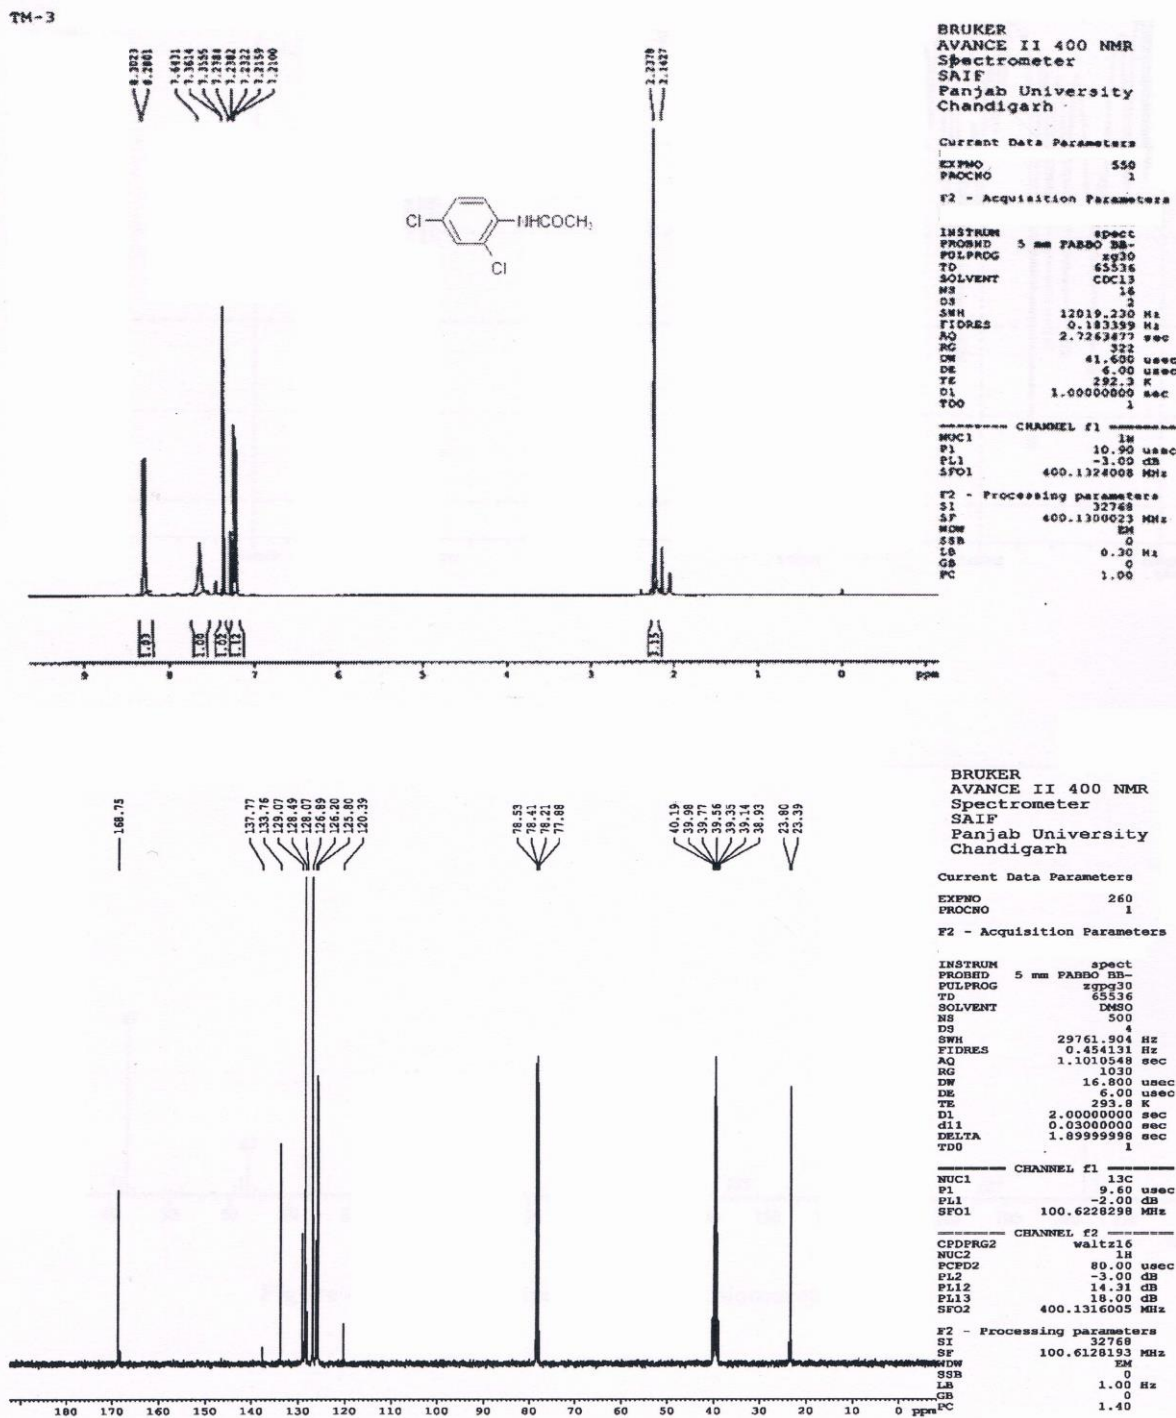 TM-3
8.3023
8.2801
7.6431
7.3614
7.3155
7.2382
7.2322
7.2159
7.2100
2.2379
2.1427
BRUKER
AVANCE II 400 NMR
Spectrometer
SAIF
Panjab University
Chandigarh
Current Data Parameters
EXPNO 550
PROCNO 1
F2 - Acquisition Parameters
INSTRUM spect
PROBHD 5 mm PABBO BB-
PULPROG zg30
TD 65536
SOLVENT CDCl3
NS 16
DS 2
SWH 12019.230 Hz
FIDRES 0.183399 Hz
AQ 2.7263477 sec
RG 322
DW 41.600 usec
DE 6.00 usec
TE 292.3 K
D1 1.00000000 sec
TD0 1
CHANNEL f1
NUC1 1H
P1 10.90 usec
PL1 -3.00 dB
SFO1 400.1324008 MHz
F2 - Processing parameters
SI 32768
SF 400.1300023 MHz
WDW EM
SSB 0
LB 0.30 Hz
GB 0
PC 1.00
Cl NHCOCH3
Cl
1.03 1.00 1.02 1.12 3.15
9 8 7 6 5 4 3 2 1 0 ppm
168.75
137.77
133.76
129.07
128.49
128.07
126.89
126.20
125.80
120.39
78.53
78.41
78.21
77.88
40.19
39.98
39.77
39.56
39.35
39.14
38.93
23.80
23.39
BRUKER
AVANCE II 400 NMR
Spectrometer
SAIF
Panjab University
Chandigarh
Current Data Parameters
EXPNO 260
PROCNO 1
F2 - Acquisition Parameters
INSTRUM spect
PROBHD 5 mm PABBO BB-
PULPROG zgpg30
TD 65536
SOLVENT DMSO
NS 500
DS 4
SWH 29761.904 Hz
FIDRES 0.454131 Hz
AQ 1.1010548 sec
RG 1030
DW 16.800 usec
DE 6.00 usec
TE 293.8 K
D1 2.00000000 sec
d11 0.03000000 sec
DELTA 1.89999998 sec
TD0 1
CHANNEL f1
NUC1 13C
P1 9.60 usec
PL1 -2.00 dB
SFO1 100.6228298 MHz
CHANNEL f2
CPDPRG2 waltz16
NUC2 1H
PCPD2 80.00 usec
PL2 -3.00 dB
PL12 14.31 dB
PL13 18.00 dB
SFO2 400.1316005 MHz
F2 - Processing parameters
SI 32768
SF 100.6128193 MHz
WDW EM
SSB 0
LB 1.00 Hz
GB 0
PC 1.40
180 170 160 150 140 130 120 110 100 90 80 70 60 50 40 30 20 10 0 ppm